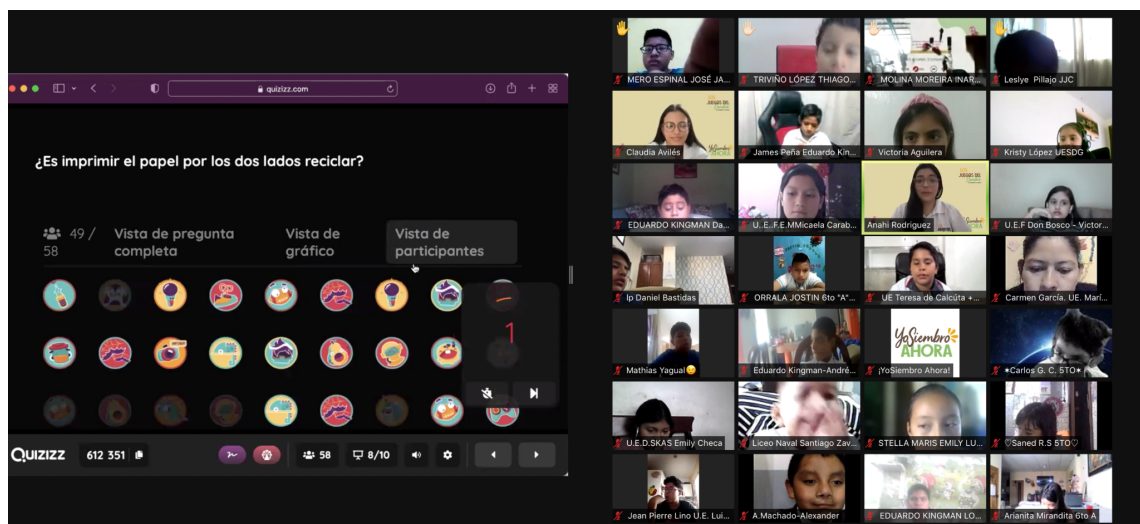 quizizz.com
¿Es imprimir el papel por los dos lados reciclar?
49 /
58
Vista de pregunta
completa
Vista de
gráfico
Vista de
participantes
1
QUIZIZZ
612 351
58
8/10
MERO ESPINAL JOSÉ JA...
TRIVIÑO LÓPEZ THIAGO...
MOLINA MOREIRA INAR...
Leslye Pillajo JJC
Claudia Avilés
James Peña Eduardo Kin...
Victoria Aguilera
Kristy López UESDG
EDUARDO KINGMAN Da...
U. E. F.E.MMicaela Carab...
Anahi Rodriguez
U.E.F Don Bosco - Victor...
Ip Daniel Bastidas
ORRALA JOSTIN 6to "A"...
UE Teresa de Calcúta +...
Carmen García. UE. Marí...
Mathias Yagual😏
Eduardo Kingman-André...
YoSiembro
AHORA
¡YoSiembro Ahora!
✶Carlos G. C. 5TO✶
U.E.D.SKAS Emily Checa
Liceo Naval Santiago Zav...
STELLA MARIS EMILY LU...
♡Saned R.S 5TO♡
Jean Pierre Lino U.E. Lui...
A.Machado-Alexander
EDUARDO KINGMAN LO...
Arianita Mirandita 6to A